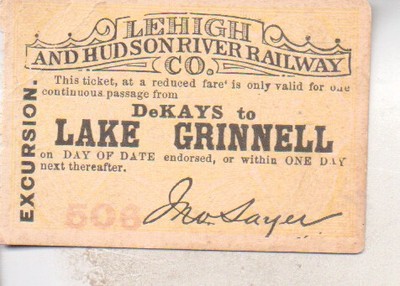 LEHIGH
AND HUDSON RIVER RAILWAY
CO.
This ticket, at a reduced fare is only valid for one
continuous passage from
DeKAYS to
LAKE GRINNELL
on DAY OF DATE endorsed, or within ONE DAY
next thereafter.
EXCURSION.
506
Jno Sayer